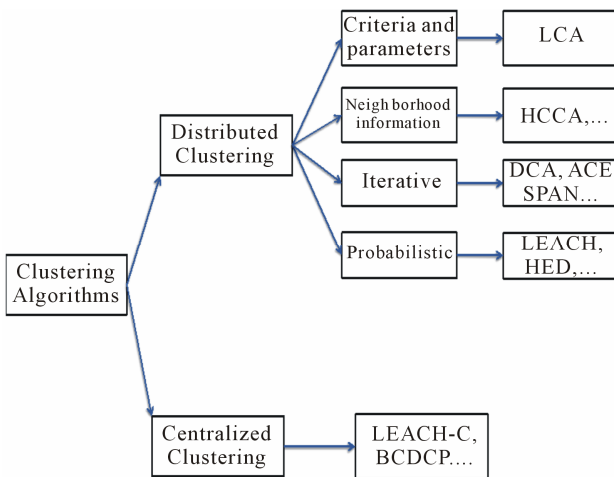 Criteria and
parameters
LCA
Neigh borhood
information
HCCA,...
Distributed
Clustering
Iterative
DCA, ACE
SPAN...
Probabilistic
LEACH,
HED,...
Clustering
Algorithms
Centralized
Clustering
LEACH-C,
BCDCP....